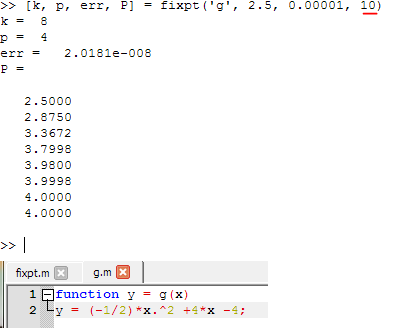 >> [k, p, err, P] = fixpt('g', 2.5, 0.00001, 10)
k = 8
p = 4
err = 2.0181e-008
P =
2.5000
2.8750
3.3672
3.7998
3.9800
3.9998
4.0000
4.0000
>>
fixpt.m g.m
1 function y = g(x)
2 y = (-1/2)*x.^2 +4*x -4;